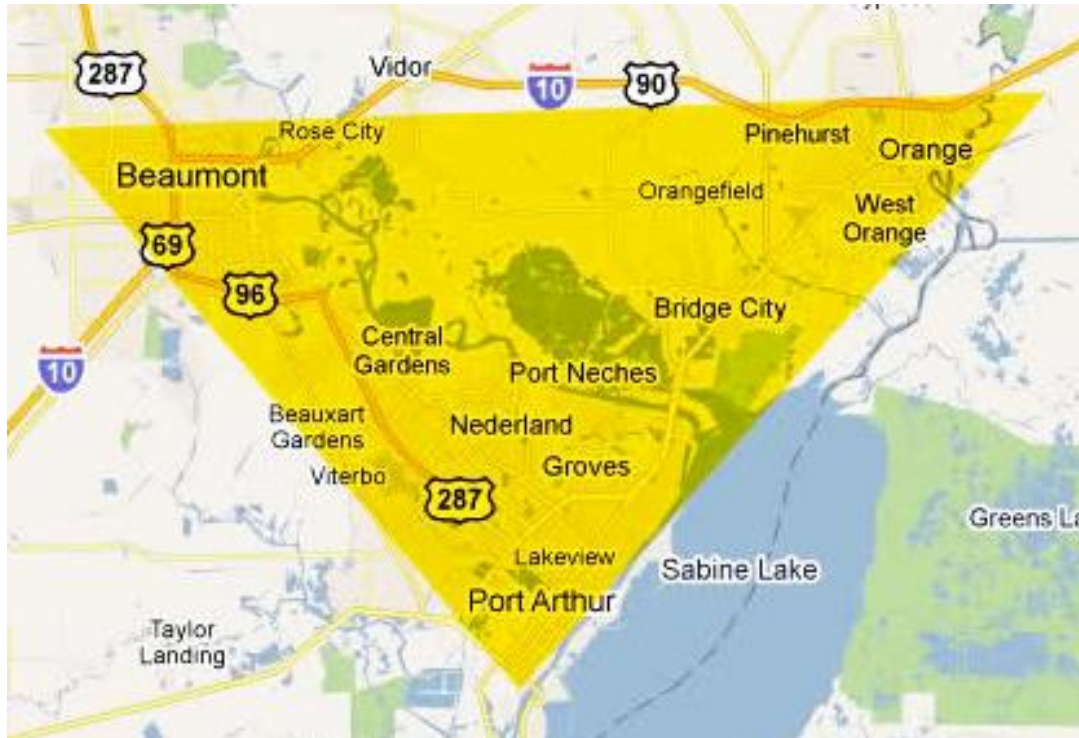 287
Vidor
10
90
Rose City
Pinehurst
Orange
Beaumont
Orangefield
West
Orange
69
96
Bridge City
Central
Gardens
10
Port Neches
Beauxart
Gardens
Nederland
Groves
Viterbo
287
Greens
Lakeview
Sabine Lake
Port Arthur
Taylor
Landing